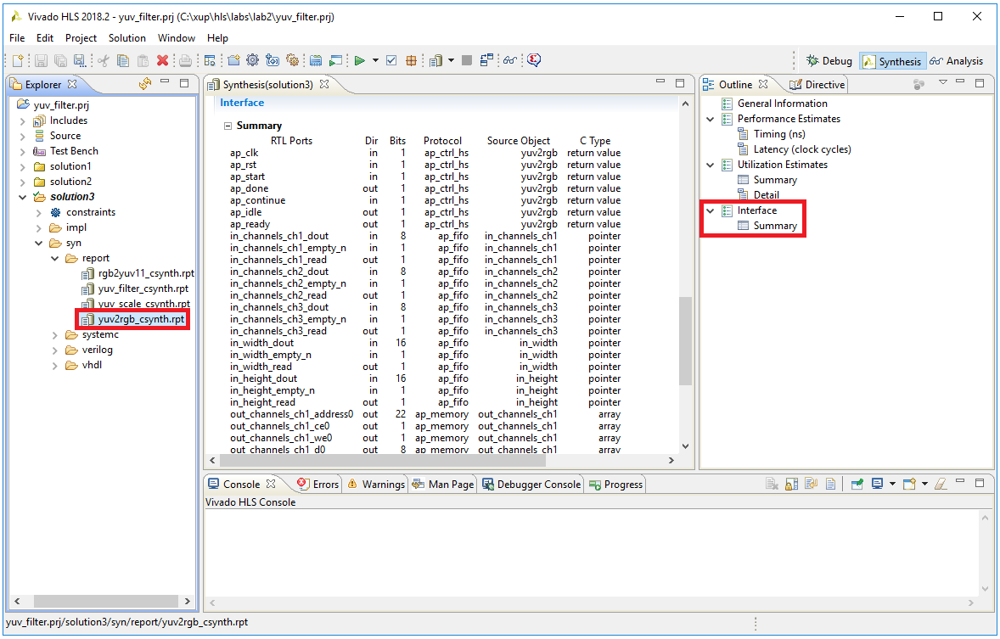 Vivado HLS 2018.2 - yuv_filter.prj (C:\xup\hls\labs\lab2\yuv_filter.prj)
File Edit Project Solution Window Help
Debug Synthesis Analysis
Explorer
yuv_filter.prj
Includes
Source
Test Bench
solution1
solution2
solution3
constraints
impl
syn
report
rgb2yuv11_csynth.rpt
yuv_filter_csynth.rpt
yuv_scale_csynth.rpt
yuv2rgb_csynth.rpt
systemc
verilog
vhdl
Synthesis(solution3)
Interface
Summary
RTL Ports Dir Bits Protocol Source Object C Type
ap_clk in 1 ap_ctrl_hs yuv2rgb return value
ap_rst in 1 ap_ctrl_hs yuv2rgb return value
ap_start in 1 ap_ctrl_hs yuv2rgb return value
ap_done out 1 ap_ctrl_hs yuv2rgb return value
ap_continue in 1 ap_ctrl_hs yuv2rgb return value
ap_idle out 1 ap_ctrl_hs yuv2rgb return value
ap_ready out 1 ap_ctrl_hs yuv2rgb return value
in_channels_ch1_dout in 8 ap_fifo in_channels_ch1 pointer
in_channels_ch1_empty_n in 1 ap_fifo in_channels_ch1 pointer
in_channels_ch1_read out 1 ap_fifo in_channels_ch1 pointer
in_channels_ch2_dout in 8 ap_fifo in_channels_ch2 pointer
in_channels_ch2_empty_n in 1 ap_fifo in_channels_ch2 pointer
in_channels_ch2_read out 1 ap_fifo in_channels_ch2 pointer
in_channels_ch3_dout in 8 ap_fifo in_channels_ch3 pointer
in_channels_ch3_empty_n in 1 ap_fifo in_channels_ch3 pointer
in_channels_ch3_read out 1 ap_fifo in_channels_ch3 pointer
in_width_dout in 16 ap_fifo in_width pointer
in_width_empty_n in 1 ap_fifo in_width pointer
in_width_read out 1 ap_fifo in_width pointer
in_height_dout in 16 ap_fifo in_height pointer
in_height_empty_n in 1 ap_fifo in_height pointer
in_height_read out 1 ap_fifo in_height pointer
out_channels_ch1_address0 out 22 ap_memory out_channels_ch1 array
out_channels_ch1_ce0 out 1 ap_memory out_channels_ch1 array
out_channels_ch1_we0 out 1 ap_memory out_channels_ch1 array
out_channels_ch1_d0 out 8 ap_memory out_channels_ch1 array
Outline Directive
General Information
Performance Estimates
Timing (ns)
Latency (clock cycles)
Utilization Estimates
Summary
Detail
Interface
Summary
Console Errors Warnings Man Page Debugger Console Progress
Vivado HLS Console
yuv_filter.prj/solution3/syn/report/yuv2rgb_csynth.rpt